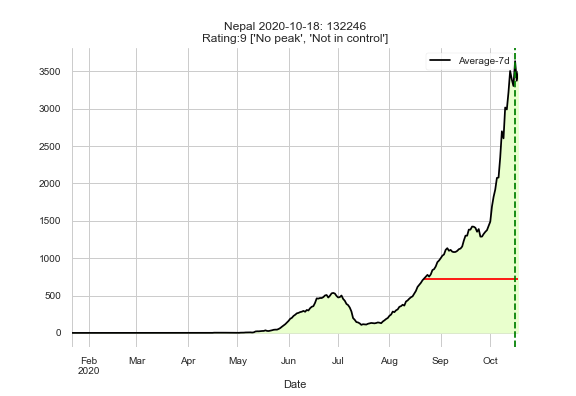 Nepal 2020-10-18: 132246
Rating:9 ['No peak', 'Not in control']
Average-7d
3500
3000
2500
2000
1500
1000
500
0
Feb Mar Apr May Jun Jul Aug Sep Oct
2020
Date